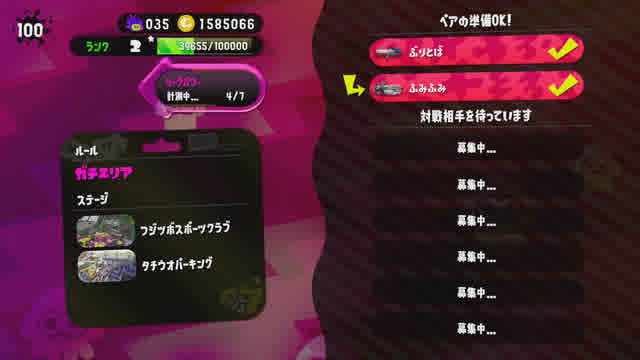 100
035
1585066
ランク
2
39655/100000
リーグパワー
計測中...
4/7
ルール
ガチエリア
ステージ
フジツボスポーツクラブ
タチウオパーキング
ペアの準備OK!
ぷりとぱ
ふみふみ
対戦相手を待っています
募集中...
募集中...
募集中...
募集中...
募集中...
募集中...